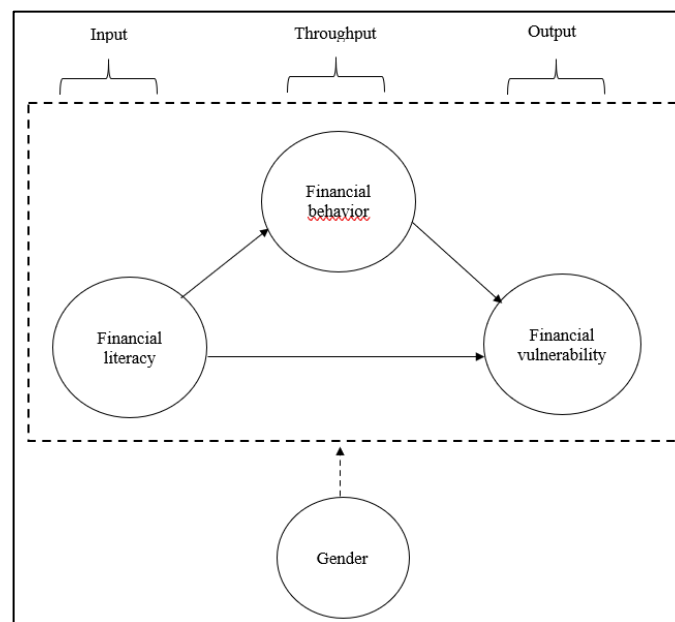 Input
Throughput
Output
Financial
behavior
Financial
literacy
Financial
vulnerability
Gender